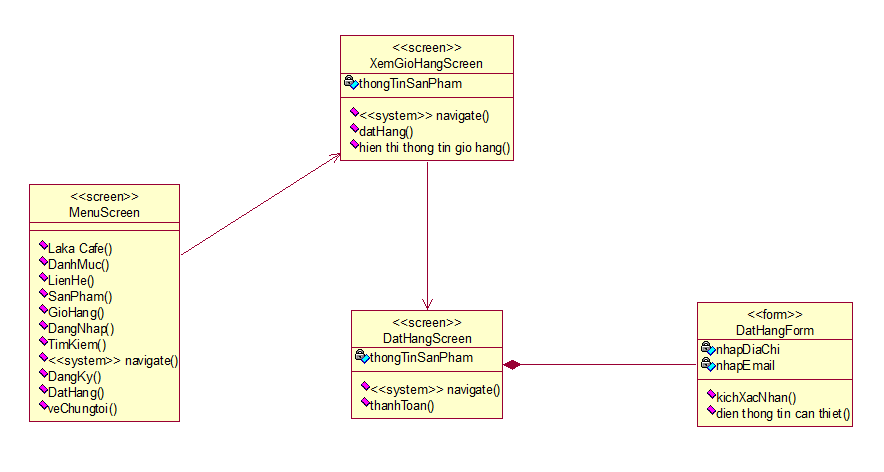 <<screen>>
XemGioHangScreen
thongTinSanPham
<<system>> navigate()
datHang()
hien thi thong tin gio hang()
<<screen>>
MenuScreen
Laka Cafe()
DanhMuc()
LienHe()
SanPham()
GioHang()
DangNhap()
TimKiem()
<<system>> navigate()
DangKy()
DatHang()
veChungtoi()
<<screen>>
DatHangScreen
thongTinSanPham
<<system>> navigate()
thanhToan()
<<form>>
DatHangForm
nhapDiaChi
nhapEmail
kichXacNhan()
dien thong tin can thiet()